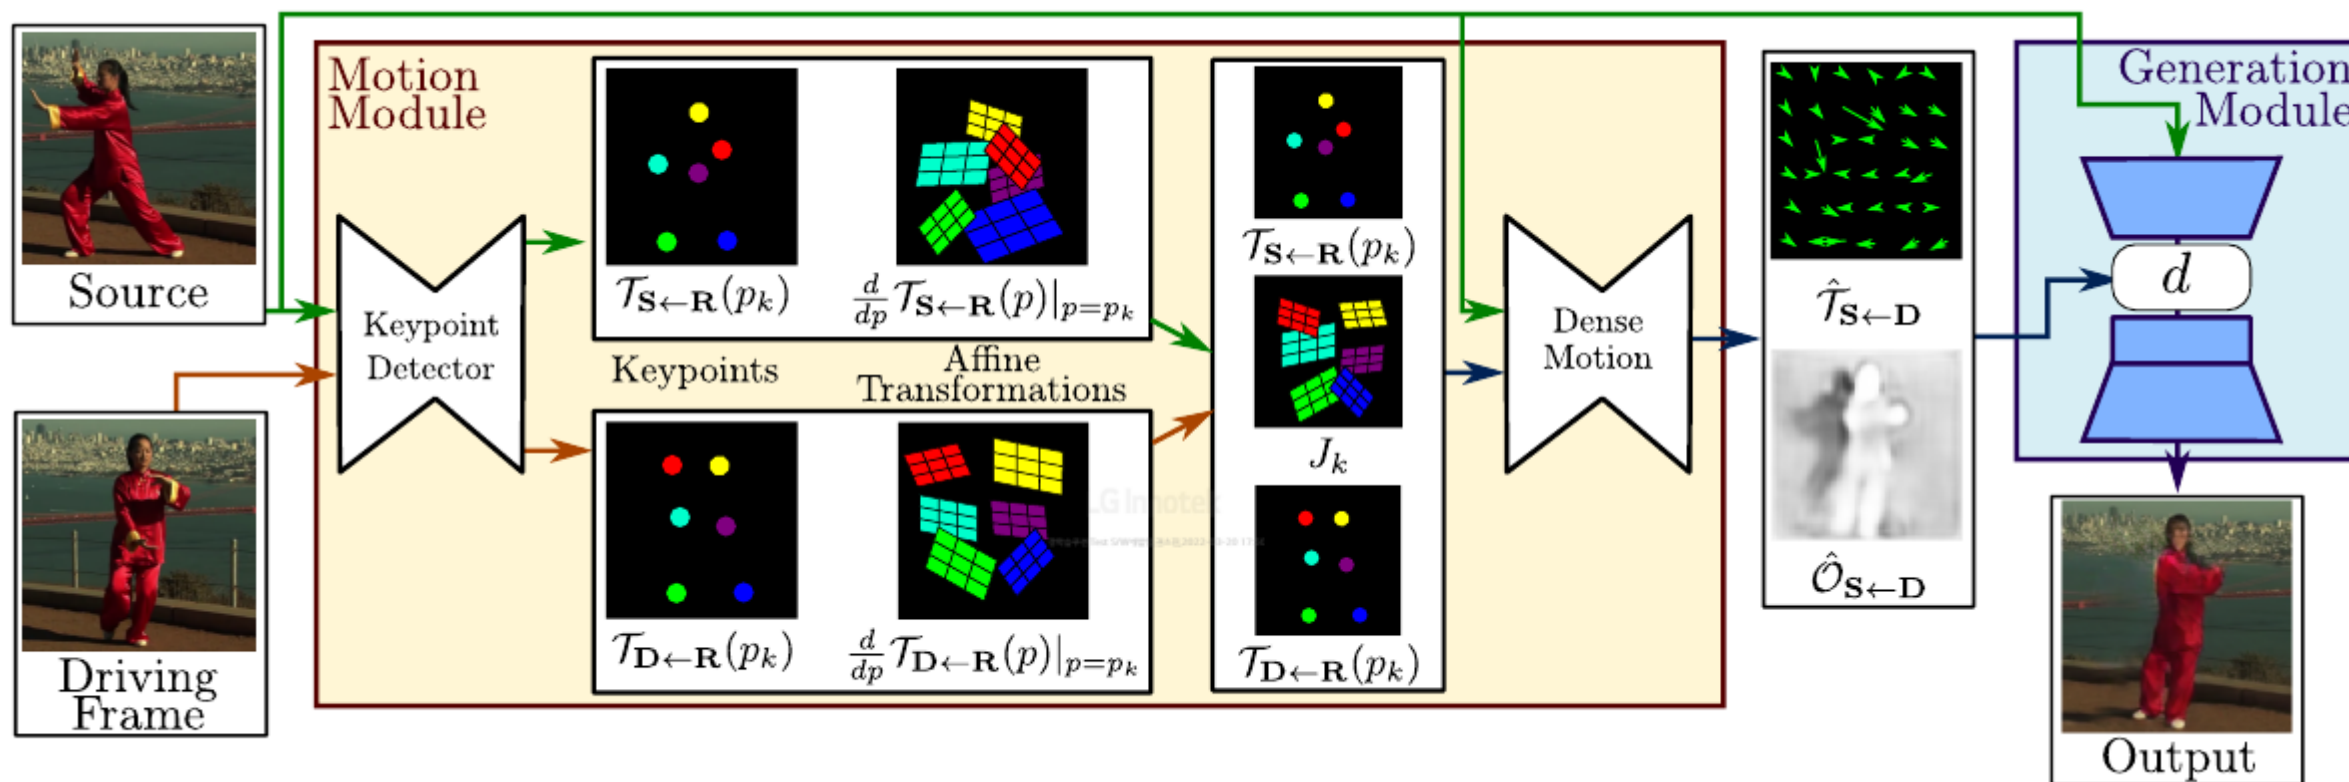 Motion
Module
Generation
Module
Source
Keypoint
Detector
𝒯S←R(pk)
d/dp 𝒯S←R(p)|p=pk
Keypoints
Affine
Transformations
𝒯D←R(pk)
d/dp 𝒯D←R(p)|p=pk
𝒯S←R(pk)
Jk
𝒯D←R(pk)
Dense
Motion
𝒯̂S←D
𝒪̂S←D
d
Driving
Frame
Output
LG Innotek